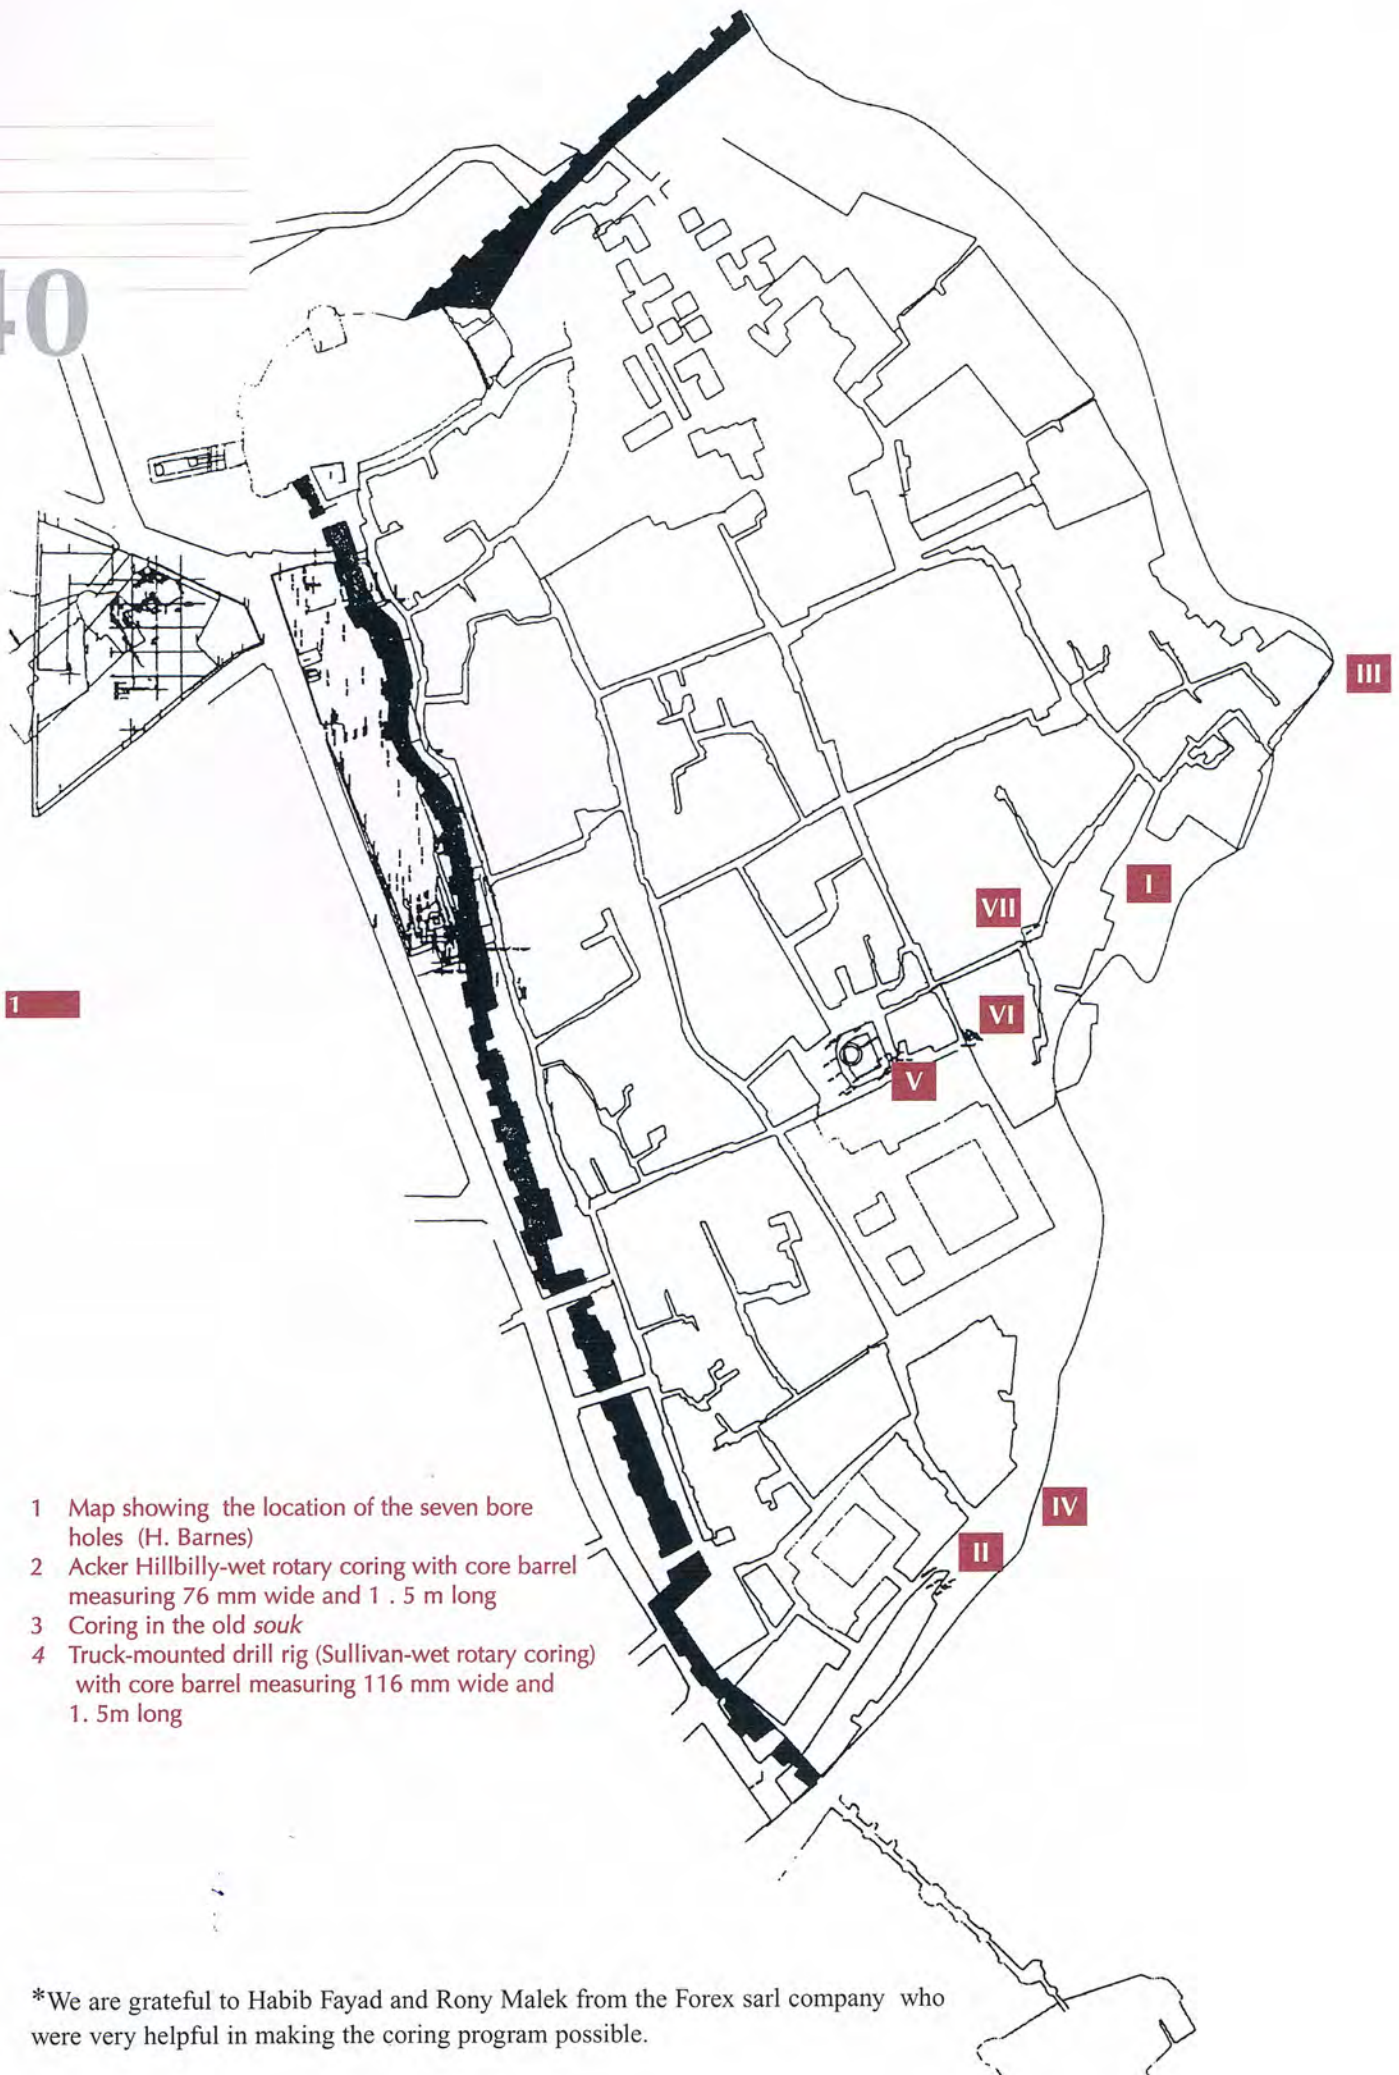 40
III
I
VII
1
VI
V
IV
II
1 Map showing the location of the seven bore
holes (H. Barnes)
2 Acker Hillbilly-wet rotary coring with core barrel
measuring 76 mm wide and 1 . 5 m long
3 Coring in the old souk
4 Truck-mounted drill rig (Sullivan-wet rotary coring)
with core barrel measuring 116 mm wide and
1. 5m long
*We are grateful to Habib Fayad and Rony Malek from the Forex sarl company who
were very helpful in making the coring program possible.